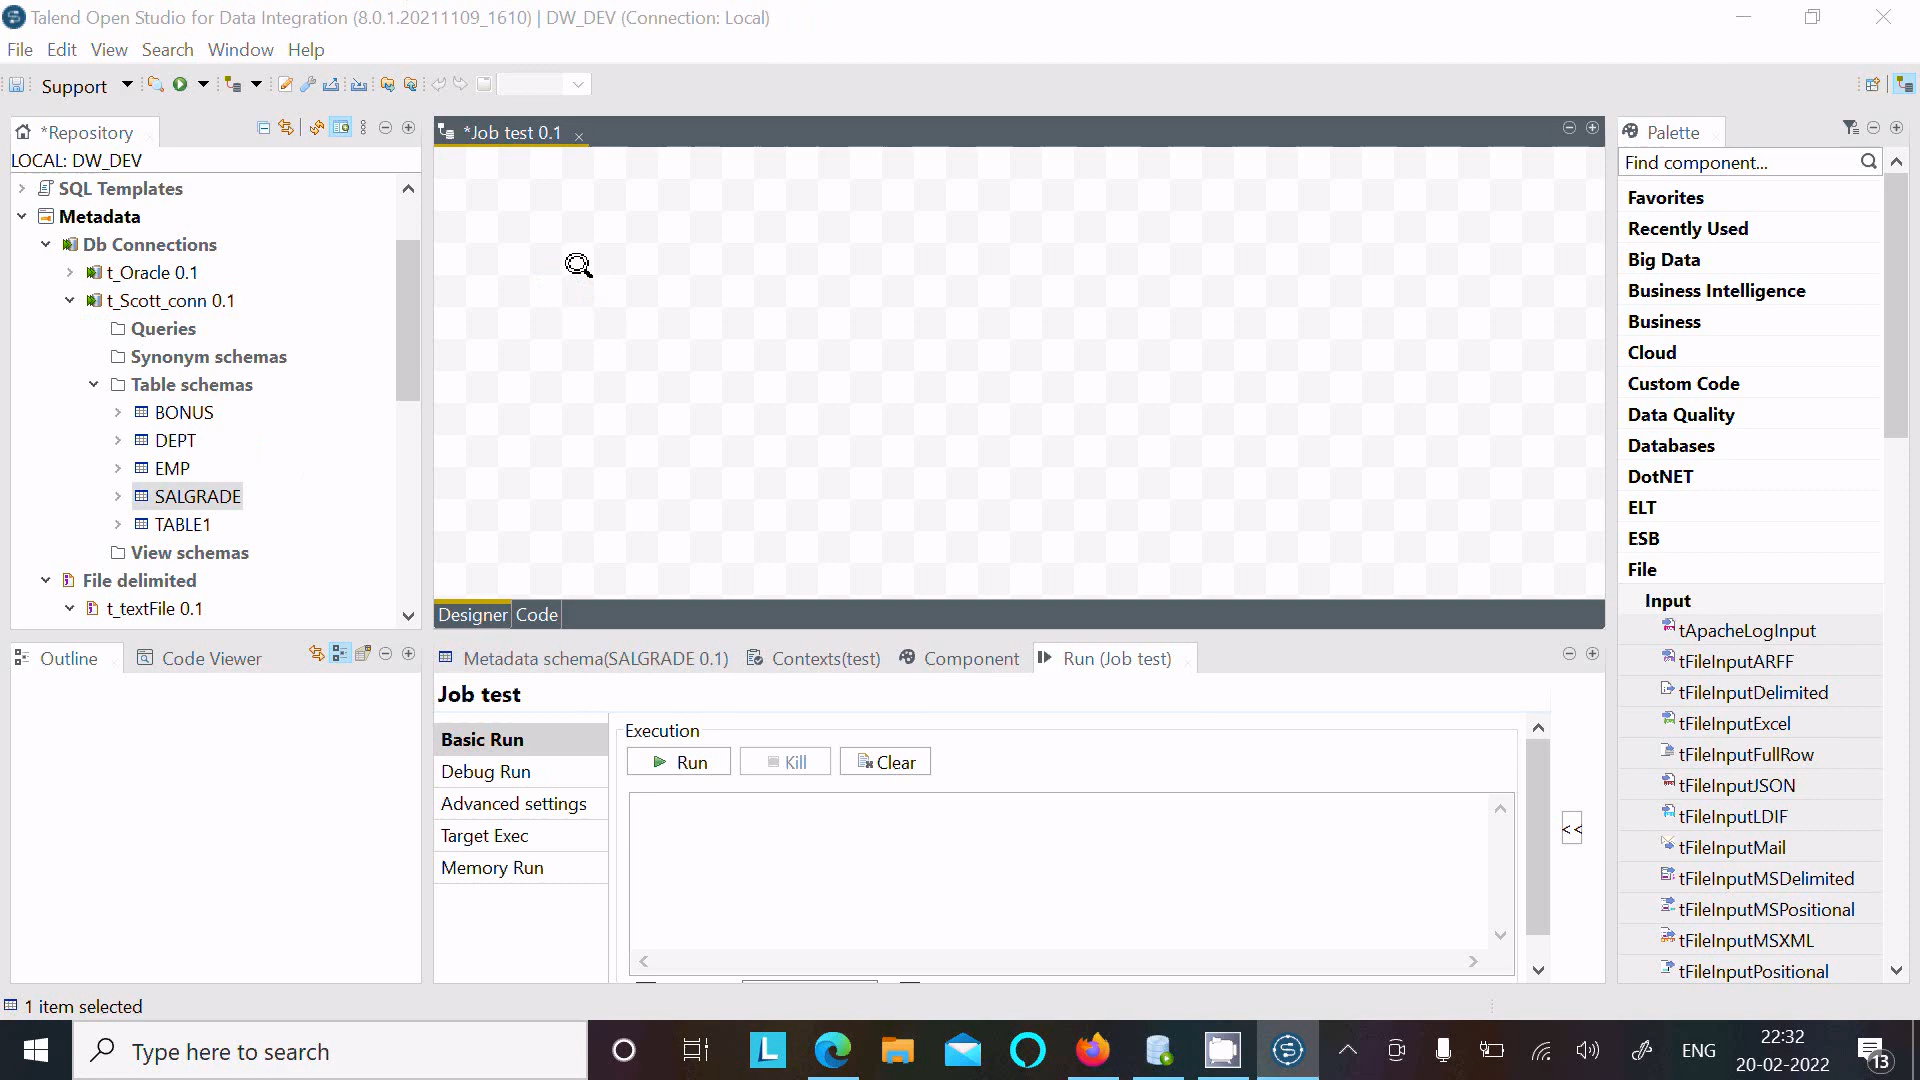 Talend Open Studio for Data Integration (8.0.1.20211109_1610) | DW_DEV (Connection: Local)
File Edit View Search Window Help
Support
*Repository
LOCAL: DW_DEV
SQL Templates
Metadata
Db Connections
t_Oracle 0.1
t_Scott_conn 0.1
Queries
Synonym schemas
Table schemas
BONUS
DEPT
EMP
SALGRADE
TABLE1
View schemas
File delimited
t_textFile 0.1
*Job test 0.1
Designer Code
Palette
Find component...
Favorites
Recently Used
Big Data
Business Intelligence
Business
Cloud
Custom Code
Data Quality
Databases
DotNET
ELT
ESB
File
Input
tApacheLogInput
tFileInputARFF
tFileInputDelimited
tFileInputExcel
tFileInputFullRow
tFileInputJSON
tFileInputLDIF
tFileInputMail
tFileInputMSDelimited
tFileInputMSPositional
tFileInputMSXML
tFileInputPositional
Outline Code Viewer
Metadata schema(SALGRADE 0.1) Contexts(test) Component Run (Job test)
Job test
Basic Run
Debug Run
Advanced settings
Target Exec
Memory Run
Execution
Run Kill Clear
<<
1 item selected
Type here to search
L
ENG
22:32
20-02-2022
13